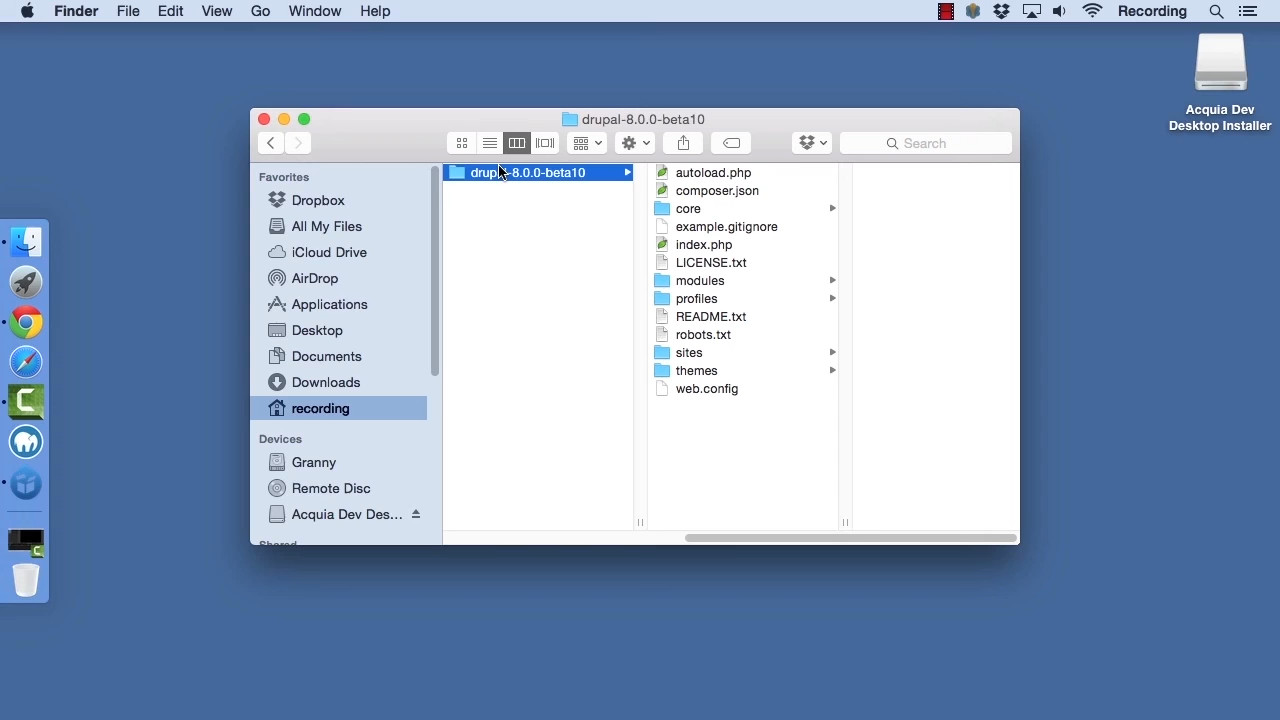 Finder File Edit View Go Window Help Recording
Acquia Dev
Desktop Installer
drupal-8.0.0-beta10
Search
Favorites
Dropbox
All My Files
iCloud Drive
AirDrop
Applications
Desktop
Documents
Downloads
recording
Devices
Granny
Remote Disc
Acquia Dev Des...
Shared
drupal-8.0.0-beta10
autoload.php
composer.json
core
example.gitignore
index.php
LICENSE.txt
modules
profiles
README.txt
robots.txt
sites
themes
web.config